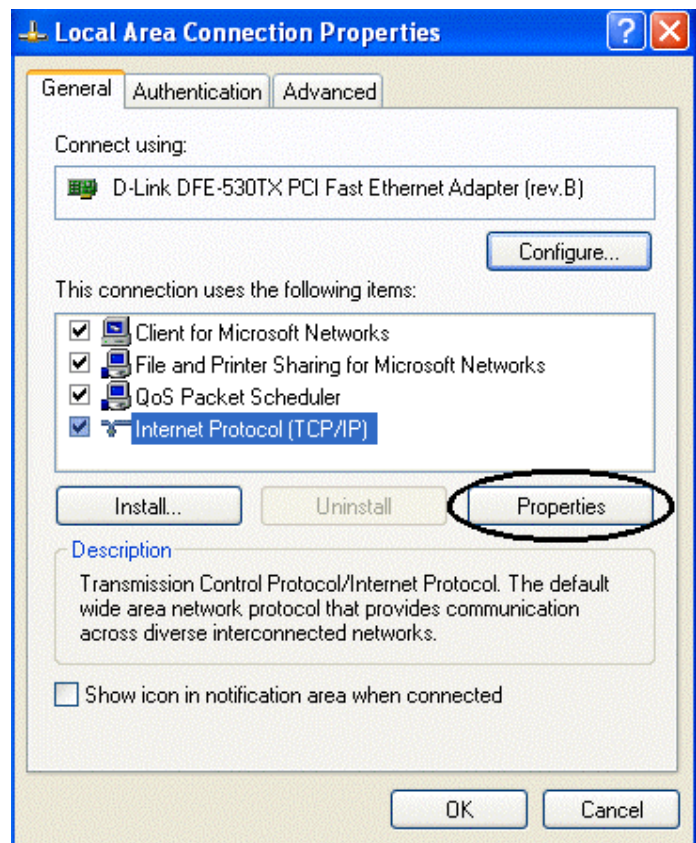 Local Area Connection Properties
?
General Authentication Advanced
Connect using:
D-Link DFE-530TX PCI Fast Ethernet Adapter (rev.B)
Configure...
This connection uses the following items:
Client for Microsoft Networks
File and Printer Sharing for Microsoft Networks
QoS Packet Scheduler
Internet Protocol (TCP/IP)
Install... Uninstall Properties
Description
Transmission Control Protocol/Internet Protocol. The default
wide area network protocol that provides communication
across diverse interconnected networks.
Show icon in notification area when connected
OK Cancel